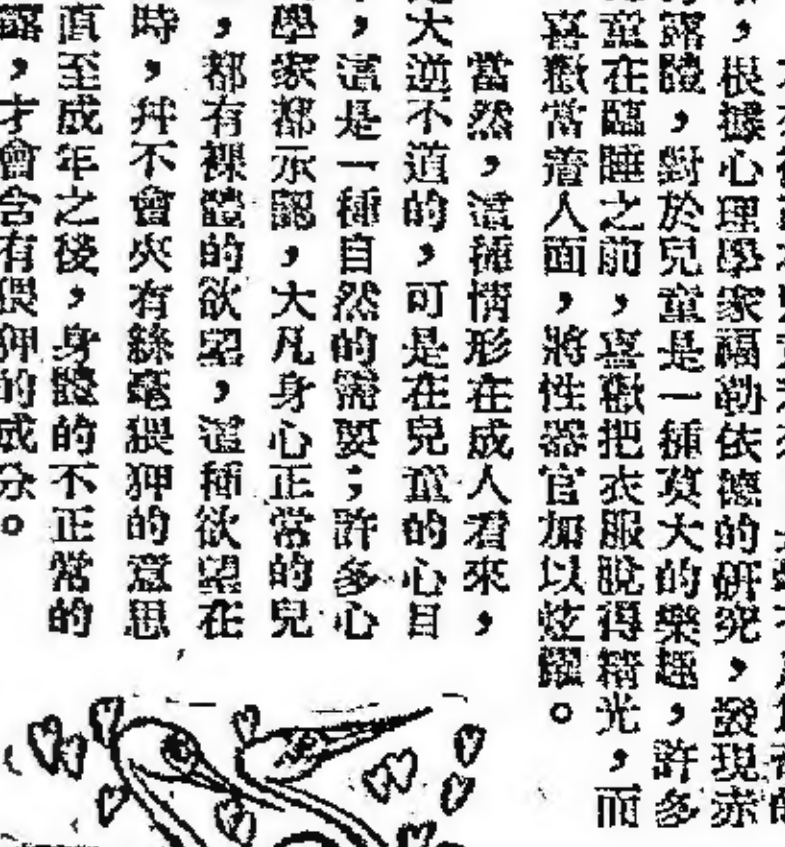 ，根據心理學家福勒依德的研究，發現赤
露體，對於兒童是一種莫大的樂趣，許多
童在臨睡之前，喜歡把衣服脫得精光，而
喜歡當着人面，將性器官加以炫耀。
當然，這種情形在成人看來，
大逆不道的，可是在兒童的心目
，這是一種自然的需要；許多心
學家都承認，大凡身心正常的兒
，都有裸體的欲望，這種欲望在
時，幷不會夾有絲毫猥狎的意思
直至成年之後，身體的不正常的
露，才會含有猥狎的成分。